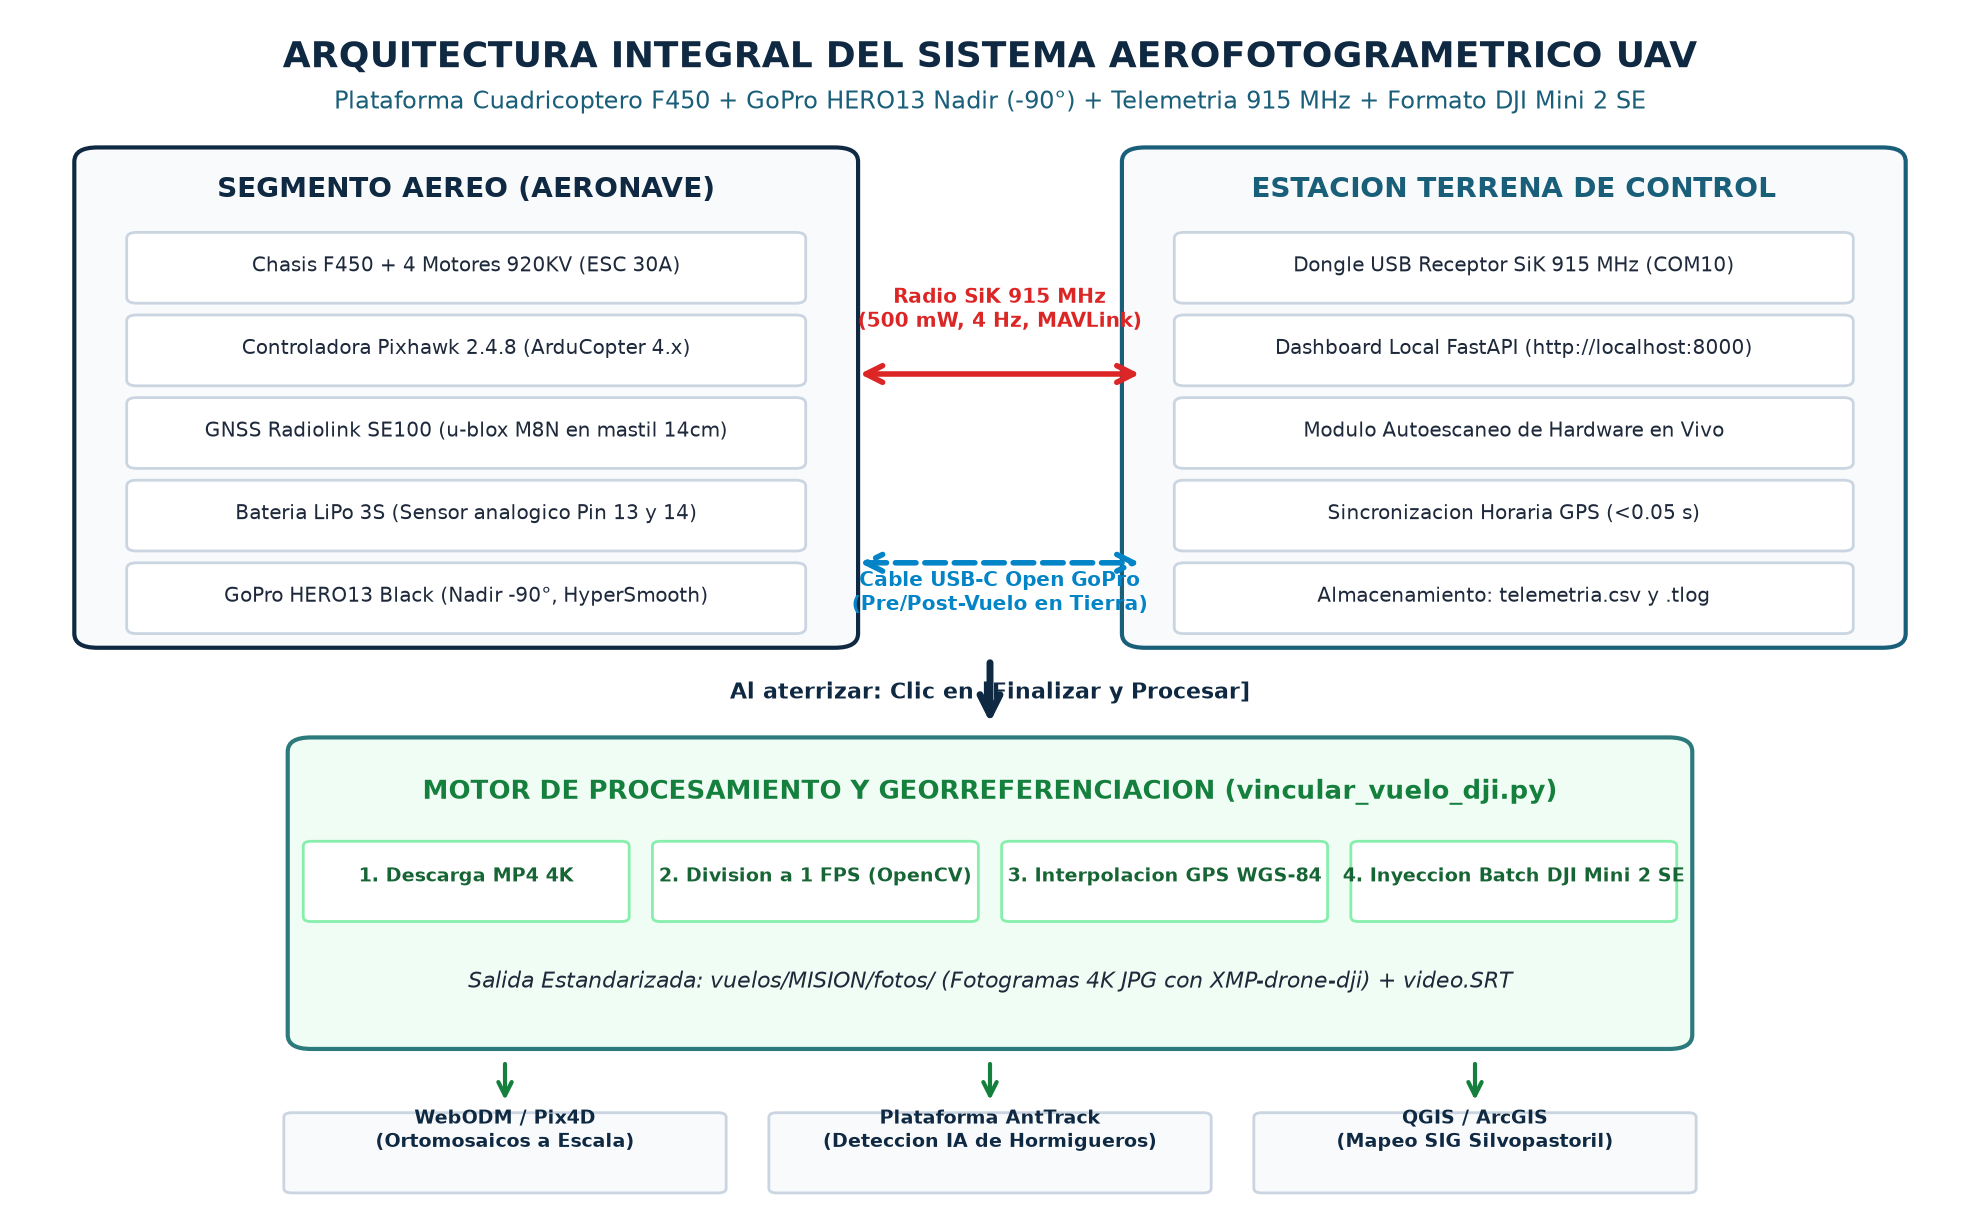 ARQUITECTURA INTEGRAL DEL SISTEMA AEROFOTOGRAMETRICO UAV
Plataforma Cuadricoptero F450 + GoPro HERO13 Nadir (-90°) + Telemetria 915 MHz + Formato DJI Mini 2 SE
SEGMENTO AEREO (AERONAVE)
Chasis F450 + 4 Motores 920KV (ESC 30A)
Controladora Pixhawk 2.4.8 (ArduCopter 4.x)
GNSS Radiolink SE100 (u-blox M8N en mastil 14cm)
Bateria LiPo 3S (Sensor analogico Pin 13 y 14)
GoPro HERO13 Black (Nadir -90°, HyperSmooth)
Radio SiK 915 MHz
(500 mW, 4 Hz, MAVLink)
Cable USB-C Open GoPro
(Pre/Post-Vuelo en Tierra)
ESTACION TERRENA DE CONTROL
Dongle USB Receptor SiK 915 MHz (COM10)
Dashboard Local FastAPI (http://localhost:8000)
Modulo Autoescaneo de Hardware en Vivo
Sincronizacion Horaria GPS (<0.05 s)
Almacenamiento: telemetria.csv y .tlog
Al aterrizar: Clic en [Finalizar y Procesar]
MOTOR DE PROCESAMIENTO Y GEORREFERENCIACION (vincular_vuelo_dji.py)
1. Descarga MP4 4K
2. Division a 1 FPS (OpenCV)
3. Interpolacion GPS WGS-84
4. Inyeccion Batch DJI Mini 2 SE
Salida Estandarizada: vuelos/MISION/fotos/ (Fotogramas 4K JPG con XMP-drone-dji) + video.SRT
WebODM / Pix4D
(Ortomosaicos a Escala)
Plataforma AntTrack
(Deteccion IA de Hormigueros)
QGIS / ArcGIS
(Mapeo SIG Silvopastoril)